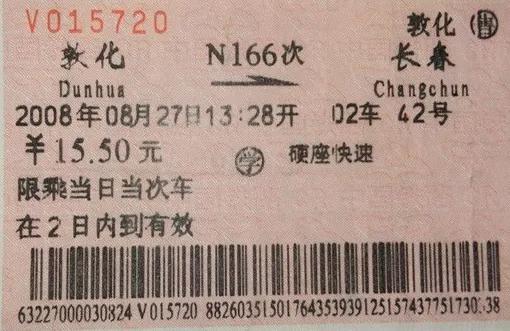 V015720 敦化(售)
敦化 N166次 长春
Dunhua Changchun
2008年08月27日13:28开 02车 42号
¥15.50元 学 硬座快速
限乘当日当次车
在2日内到有效
63227000030824 V015720 88260351501764353939125157437751730338